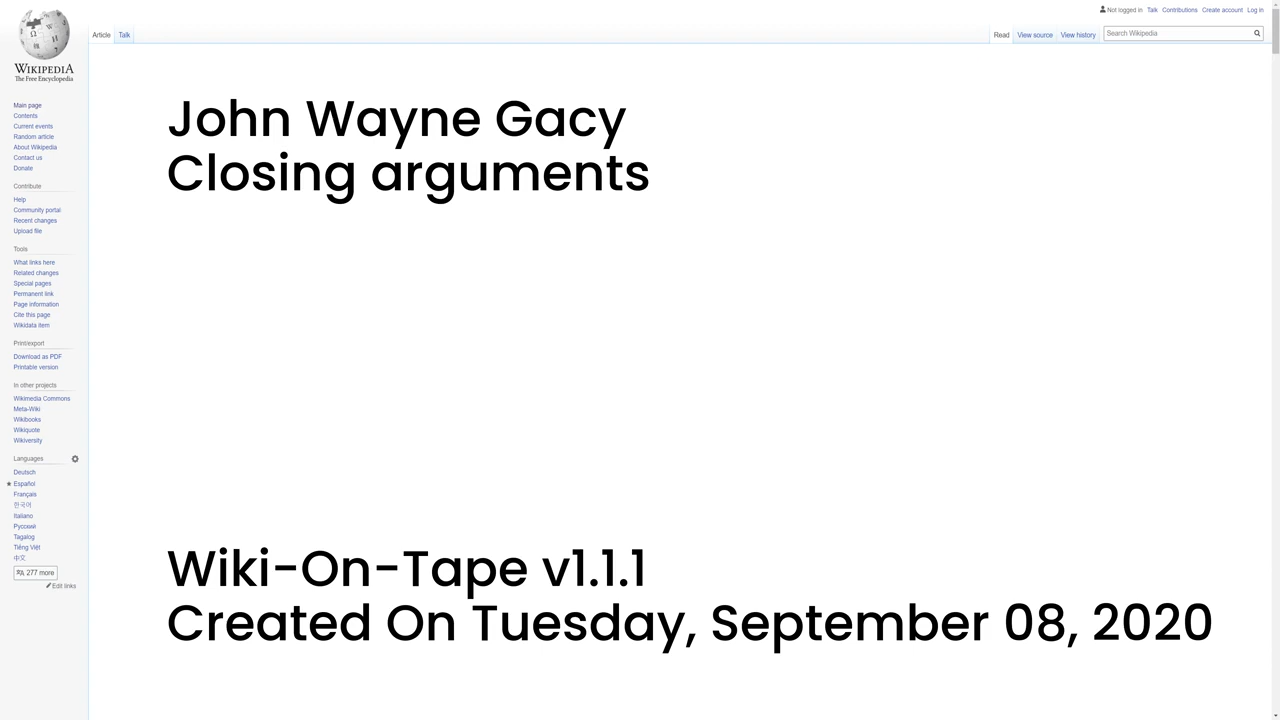 Not logged in Talk Contributions Create account Log in
Article Talk Read View source View history Search Wikipedia
WIKIPEDIA
The Free Encyclopedia
Main page
Contents
Current events
Random article
About Wikipedia
Contact us
Donate
Contribute
Help
Community portal
Recent changes
Upload file
Tools
What links here
Related changes
Special pages
Permanent link
Page information
Cite this page
Wikidata item
Print/export
Download as PDF
Printable version
In other projects
Wikimedia Commons
Meta-Wiki
Wikibooks
Wikiquote
Wikiversity
Languages
Deutsch
Español
Français
한국어
Italiano
Русский
Tagalog
Tiếng Việt
中文
277 more
Edit links
John Wayne Gacy
Closing arguments
Wiki-On-Tape v1.1.1
Created On Tuesday, September 08, 2020